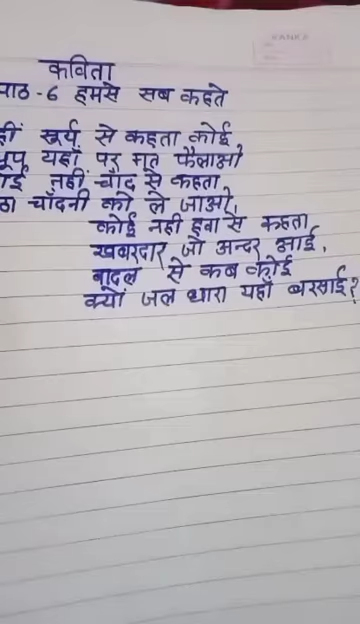 कविता
पाठ - 6 हमसे सब कहते
हीं सूर्य से कहता कोई
धूप यहाँ पर मत फैलाओ
नहीं चाँद से कहता
ठा चाँदनी को ले जाओ,
कोई नही हवा से कहता
खबरदार जो अन्दर आई,
बादल से कब कोई
क्यों जल धारा यहाँ बरसाई?